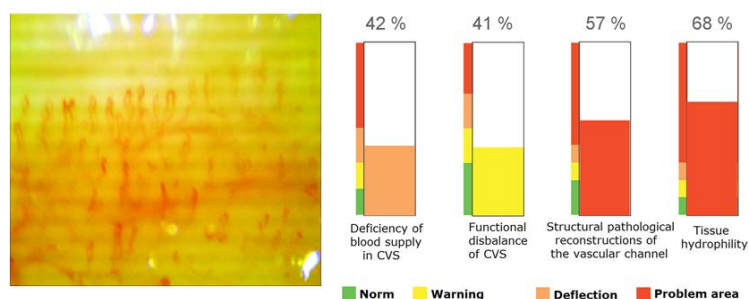 42 %
41 %
57 %
68 %
Deficiency of
blood supply
in CVS
Functional
disbalance
of CVS
Structural pathological
reconstructions of
the vascular channel
Tissue
hydrophility
Norm
Warning
Deflection
Problem area